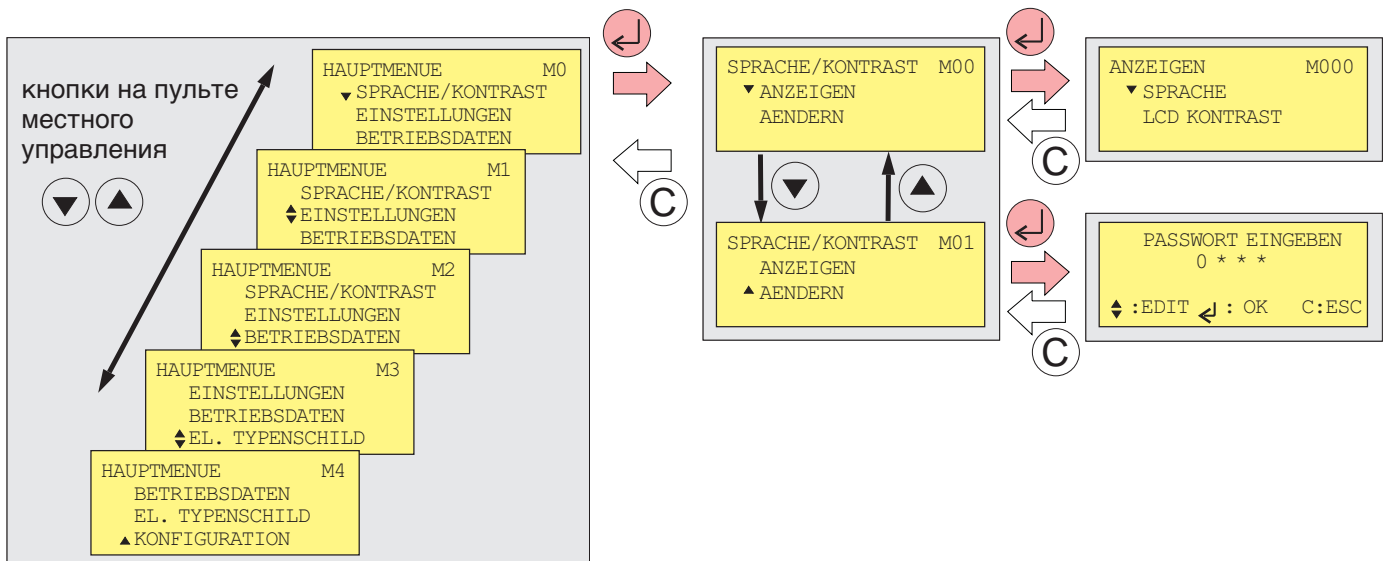 кнопки на пульте
местного
управления
HAUPTMENUE M0
SPRACHE/KONTRAST
EINSTELLUNGEN
BETRIEBSDATEN
HAUPTMENUE M1
SPRACHE/KONTRAST
EINSTELLUNGEN
BETRIEBSDATEN
HAUPTMENUE M2
SPRACHE/KONTRAST
EINSTELLUNGEN
BETRIEBSDATEN
HAUPTMENUE M3
EINSTELLUNGEN
BETRIEBSDATEN
EL. TYPENSCHILD
HAUPTMENUE M4
BETRIEBSDATEN
EL. TYPENSCHILD
KONFIGURATION
C
SPRACHE/KONTRAST M00
ANZEIGEN
AENDERN
SPRACHE/KONTRAST M01
ANZEIGEN
AENDERN
C
ANZEIGEN M000
SPRACHE
LCD KONTRAST
C
PASSWORT EINGEBEN
0 * * *
:EDIT : OK C:ESC